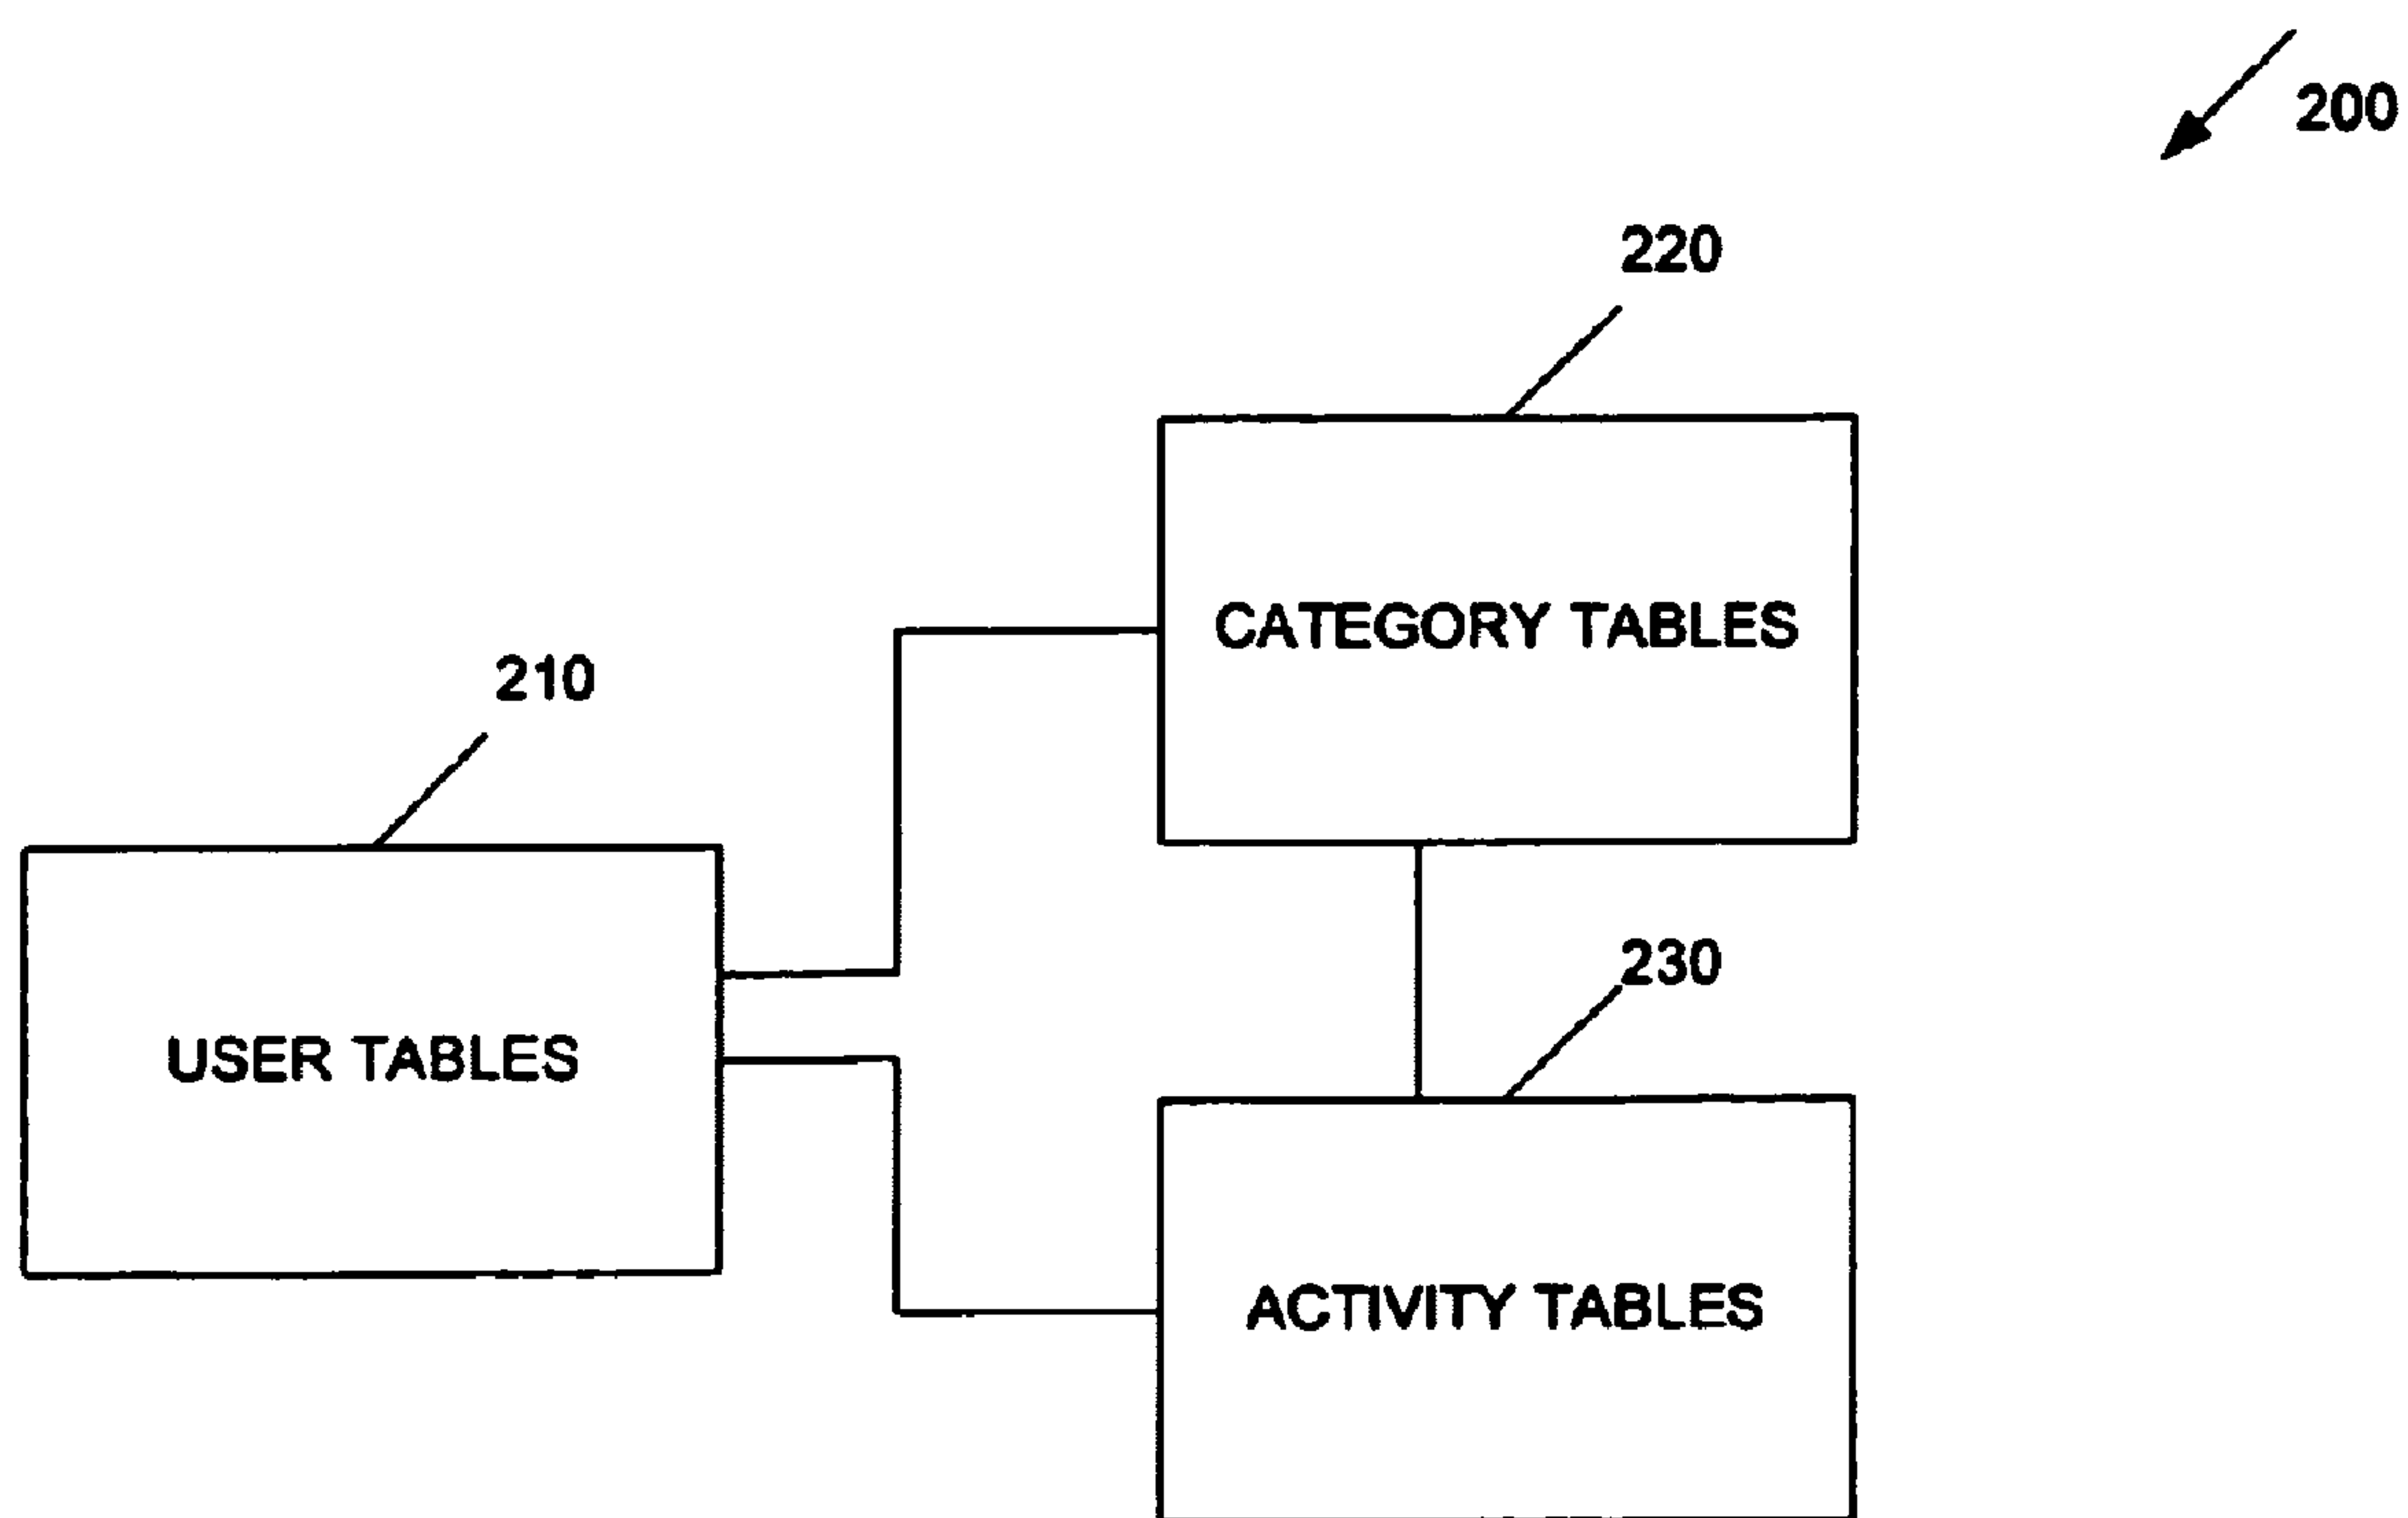 200
220
CATEGORY TABLES
210
230
USER TABLES
ACTIVITY TABLES